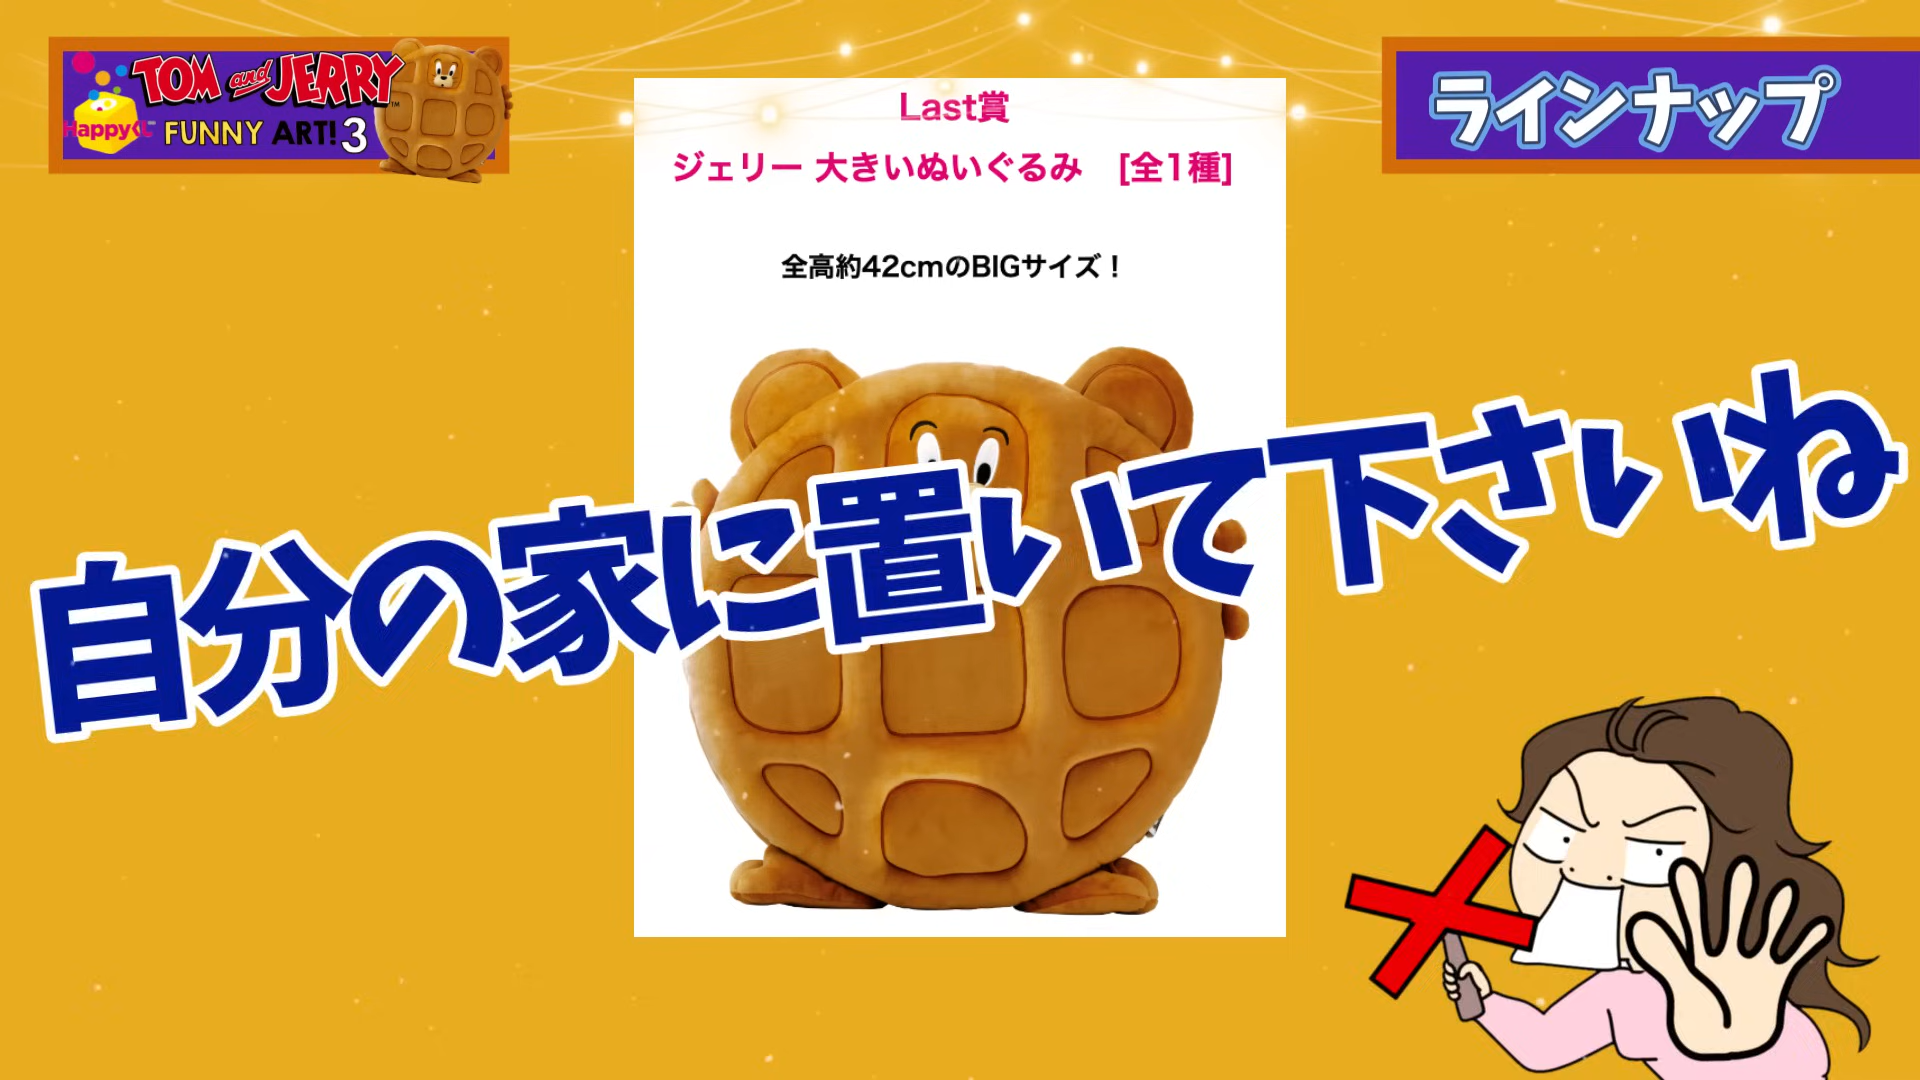 TOM and JERRY™
Happyくじ™
FUNNY ART! 3
ラインナップ
Last賞
ジェリー 大きいぬいぐるみ [全1種]
全高約42cmのBIGサイズ！
自分の家に置いて下さいね